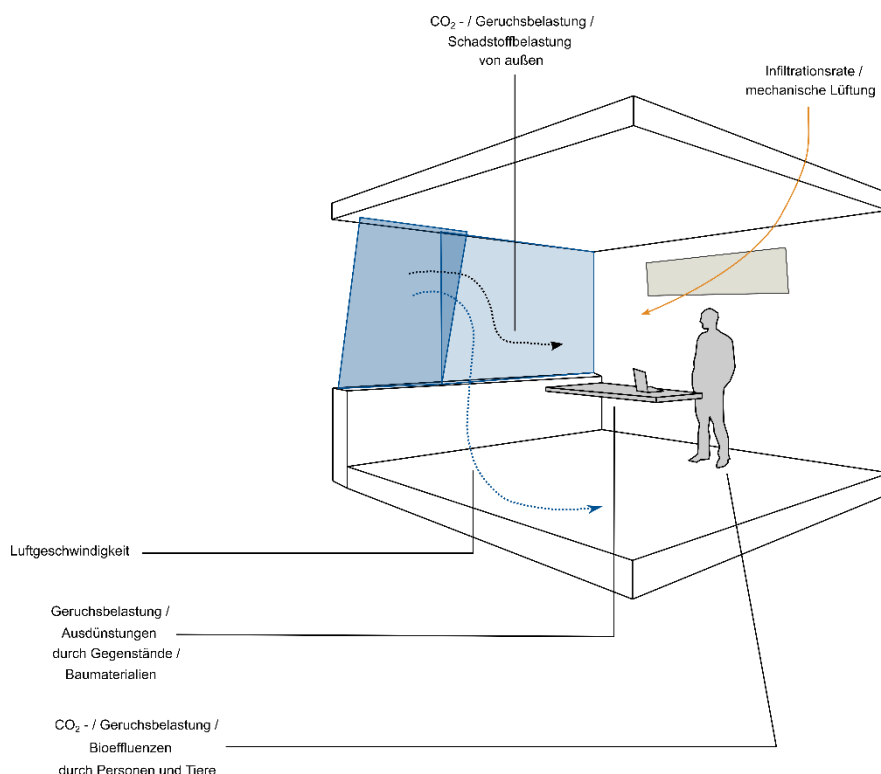 CO₂ - / Geruchsbelastung /
Schadstoffbelastung
von außen
Infiltrationsrate /
mechanische Lüftung
Luftgeschwindigkeit
Geruchsbelastung /
Ausdünstungen
durch Gegenstände /
Baumaterialien
CO₂ - / Geruchsbelastung /
Bioeffluenzen
durch Personen und Tiere